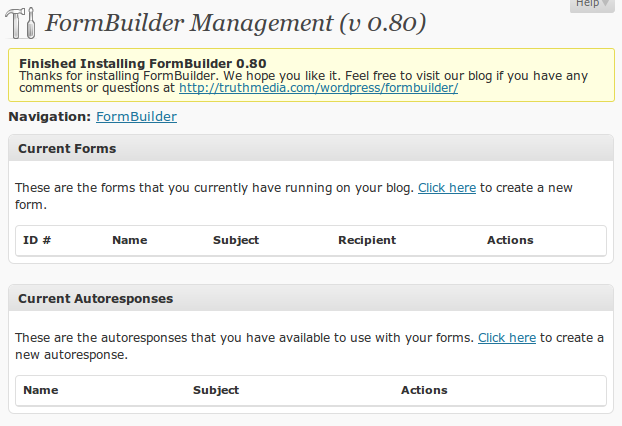 Help
FormBuilder Management (v 0.80)
Finished Installing FormBuilder 0.80
Thanks for installing FormBuilder. We hope you like it. Feel free to visit our blog if you have any
comments or questions at http://truthmedia.com/wordpress/formbuilder/
Navigation: FormBuilder
Current Forms
These are the forms that you currently have running on your blog. Click here to create a new
form.
ID # Name Subject Recipient Actions
Current Autoresponses
These are the autoresponses that you have available to use with your forms. Click here to create a
new autoresponse.
Name Subject Actions